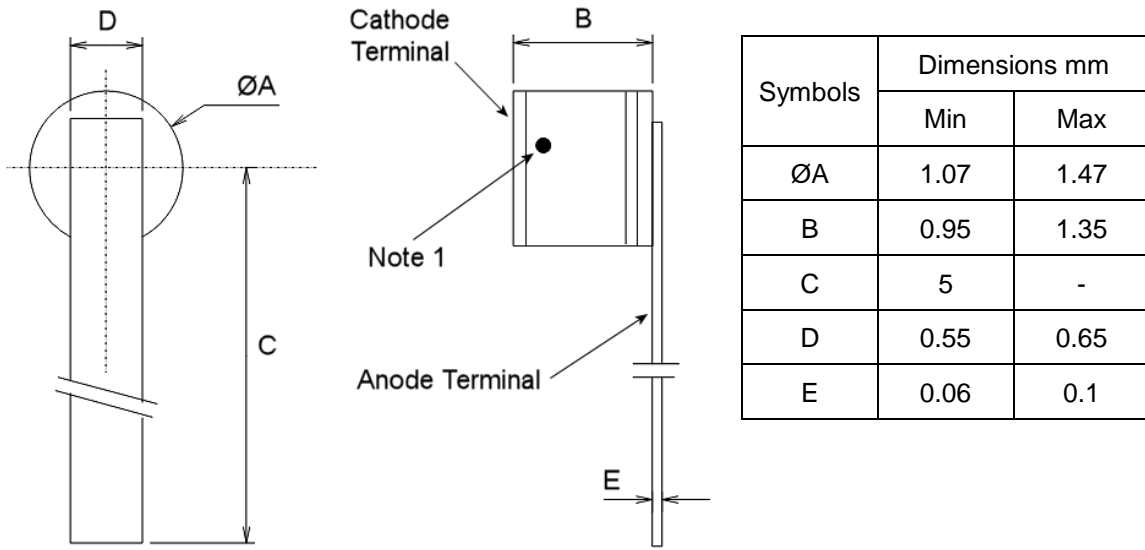 D
ØA
C
Cathode
Terminal
B
Note 1
Anode Terminal
E
Symbols
Dimensions mm
Min
Max
ØA 1.07 1.47
B 0.95 1.35
C 5 -
D 0.55 0.65
E 0.06 0.1